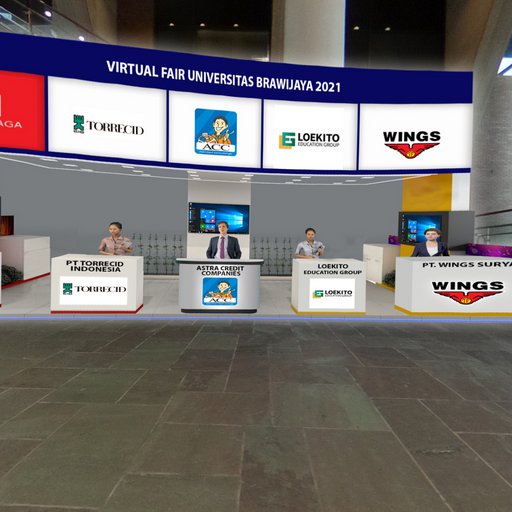 VIRTUAL FAIR UNIVERSITAS BRAWIJAYA 2021
AGA
TORRECID
ACC
LOEKITO
EDUCATION GROUP
WINGS
PT TORRECID
INDONESIA
TORRECID
ASTRA CREDIT
COMPANIES
ACC
LOEKITO
EDUCATION GROUP
LOEKITO
PT. WINGS SURYA
WINGS